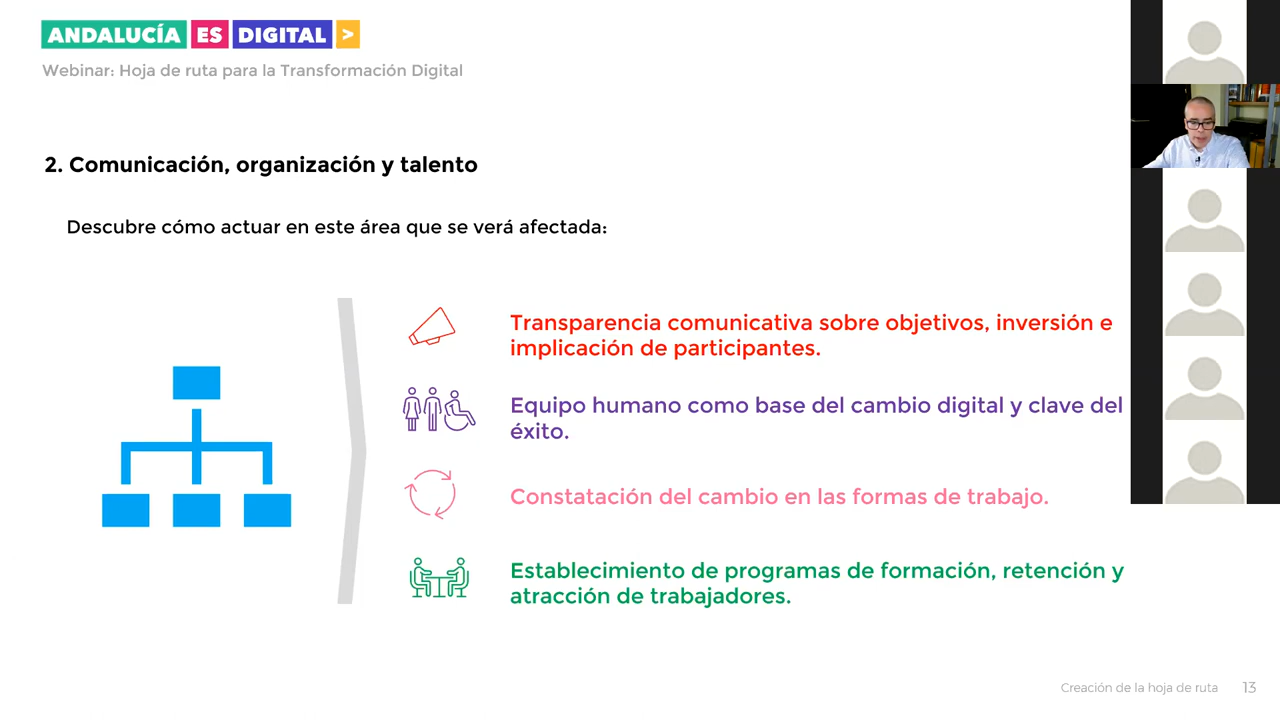 ANDALUCÍA ES DIGITAL >
Webinar: Hoja de ruta para la Transformación Digital
2. Comunicación, organización y talento
Descubre cómo actuar en este área que se verá afectada:
Transparencia comunicativa sobre objetivos, inversión e
implicación de participantes.
Equipo humano como base del cambio digital y clave del
éxito.
Constatación del cambio en las formas de trabajo.
Establecimiento de programas de formación, retención y
atracción de trabajadores.
Creación de la hoja de ruta 13